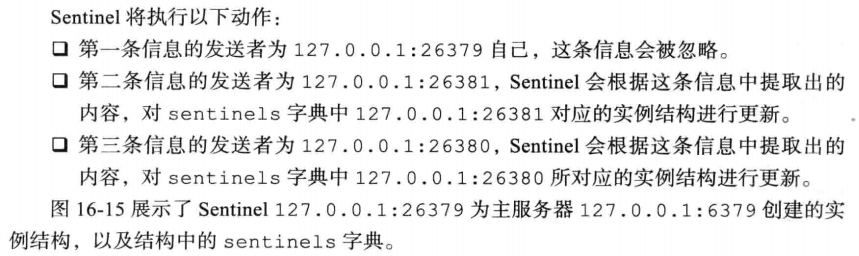 Sentinel 将执行以下动作：
❑ 第一条信息的发送者为 127.0.0.1:26379 自己，这条信息会被忽略。
❑ 第二条信息的发送者为 127.0.0.1:26381，Sentinel 会根据这条信息中提取出的
内容，对 sentinels 字典中 127.0.0.1:26381 对应的实例结构进行更新。
❑ 第三条信息的发送者为 127.0.0.1:26380，Sentinel 会根据这条信息中提取出的
内容，对 sentinels 字典中 127.0.0.1:26380 所对应的实例结构进行更新。
图 16-15 展示了 Sentinel 127.0.0.1:26379 为主服务器 127.0.0.1:6379 创建的实
例结构，以及结构中的 sentinels 字典。